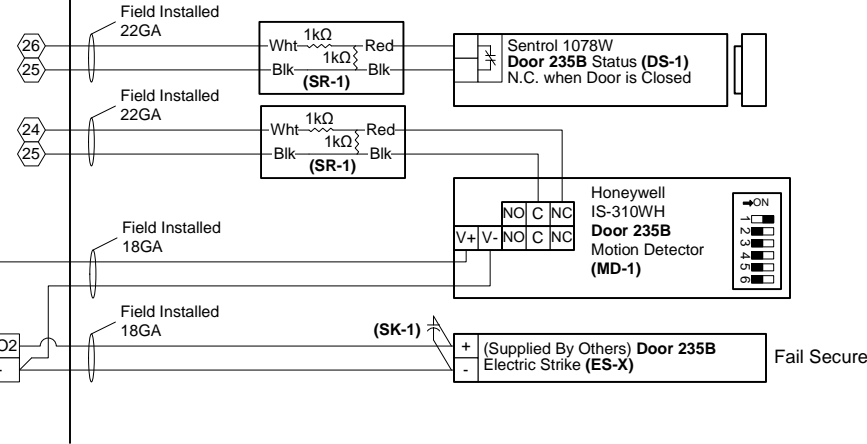 Field Installed
22GA
26
25
Wht 1kΩ Red
1kΩ
Blk Blk
(SR-1)
Sentrol 1078W
Door 235B Status (DS-1)
N.C. when Door is Closed
Field Installed
22GA
24
25
Wht 1kΩ Red
1kΩ
Blk Blk
(SR-1)
NO C NC
V+ V- NO C NC
Honeywell
IS-310WH
Door 235B
Motion Detector
(MD-1)
➡ON
1
2
3
4
5
6
Field Installed
18GA
Field Installed
18GA
O2
-
(SK-1)
+
-
(Supplied By Others) Door 235B
Electric Strike (ES-X)
Fail Secure